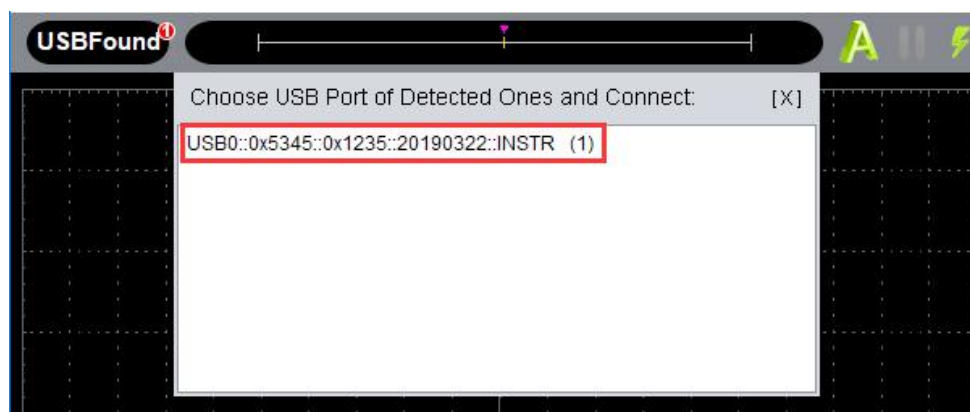 USBFound 1
A
Choose USB Port of Detected Ones and Connect: [X]
USB0::0x5345::0x1235::20190322::INSTR (1)